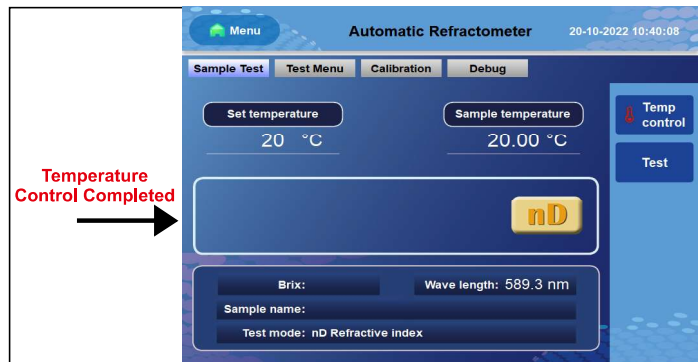 Menu
Automatic Refractometer
20-10-2022 10:40:08
Sample Test
Test Menu
Calibration
Debug
Set temperature
Sample temperature
20 °C
20.00 °C
Temp
control
Test
Temperature
Control Completed
nD
Brix:
Wave length: 589.3 nm
Sample name:
Test mode: nD Refractive index